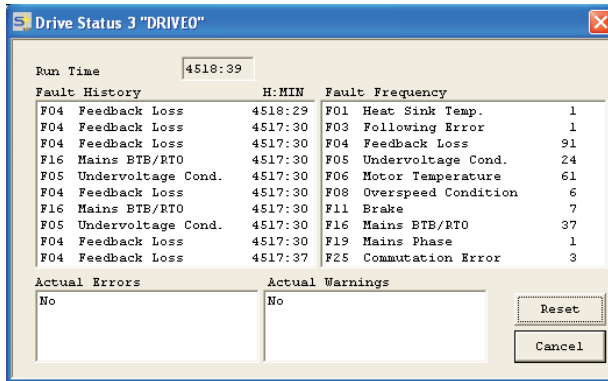 Drive Status 3 "DRIVE0"
Run Time 4518:39
Fault History H:MIN
F04 Feedback Loss 4518:29
F04 Feedback Loss 4517:30
F04 Feedback Loss 4517:30
F16 Mains BTB/RTO 4517:30
F05 Undervoltage Cond. 4517:30
F04 Feedback Loss 4517:30
F16 Mains BTB/RTO 4517:30
F05 Undervoltage Cond. 4517:30
F04 Feedback Loss 4517:30
F04 Feedback Loss 4517:37
Fault Frequency
F01 Heat Sink Temp. 1
F03 Following Error 1
F04 Feedback Loss 91
F05 Undervoltage Cond. 24
F06 Motor Temperature 61
F08 Overspeed Condition 6
F11 Brake 7
F16 Mains BTB/RTO 37
F19 Mains Phase 1
F25 Commutation Error 3
Actual Errors
No
Actual Warnings
No
Reset
Cancel